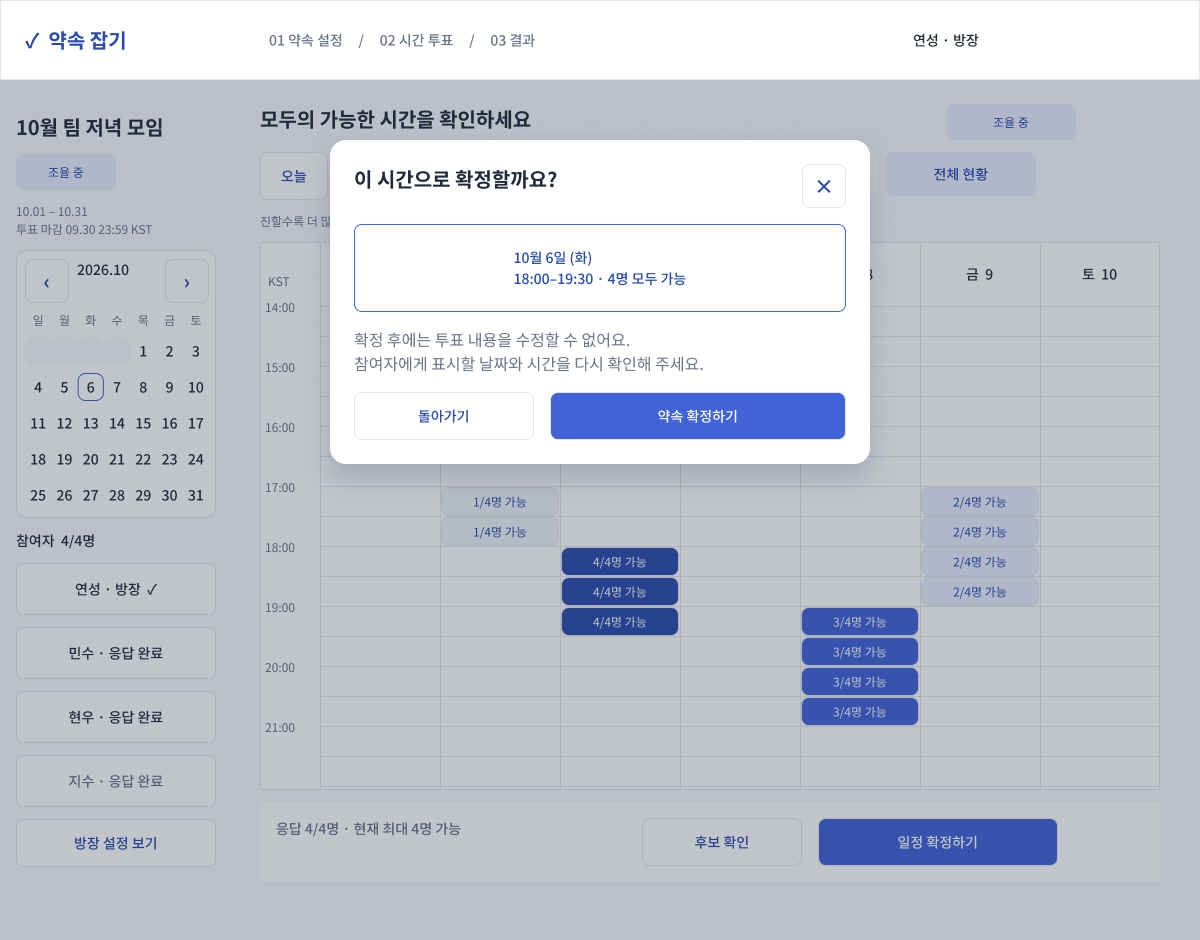 ✓ 약속 잡기
01 약속 설정 / 02 시간 투표 / 03 결과
연성 · 방장
10월 팀 저녁 모임
조율 중
10.01 – 10.31
투표 마감 09.30 23:59 KST
‹ 2026.10 ›
일 월 화 수 목 금 토
1 2 3
4 5 6 7 8 9 10
11 12 13 14 15 16 17
18 19 20 21 22 23 24
25 26 27 28 29 30 31
참여자 4/4명
연성 · 방장 ✓
민수 · 응답 완료
현우 · 응답 완료
지수 · 응답 완료
방장 설정 보기
모두의 가능한 시간을 확인하세요
조율 중
오늘
전체 현황
진할수록 더
이 시간으로 확정할까요?
✕
10월 6일 (화)
18:00–19:30 · 4명 모두 가능
확정 후에는 투표 내용을 수정할 수 없어요.
참여자에게 표시할 날짜와 시간을 다시 확인해 주세요.
돌아가기
약속 확정하기
KST
금 9
토 10
14:00
15:00
16:00
17:00
1/4명 가능
2/4명 가능
1/4명 가능
2/4명 가능
18:00
4/4명 가능
2/4명 가능
4/4명 가능
2/4명 가능
19:00
4/4명 가능
3/4명 가능
3/4명 가능
20:00
3/4명 가능
3/4명 가능
21:00
응답 4/4명 · 현재 최대 4명 가능
후보 확인
일정 확정하기